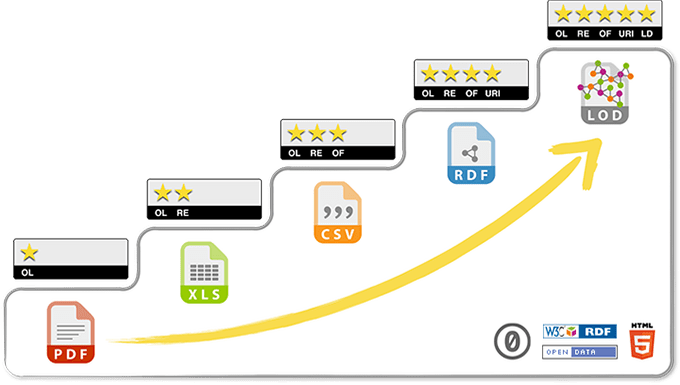 OL RE OF URI LD
LOD
OL RE OF URI
RDF
OL RE OF
CSV
OL RE
XLS
OL
PDF
0
W3C RDF
OPEN DATA
HTML
5